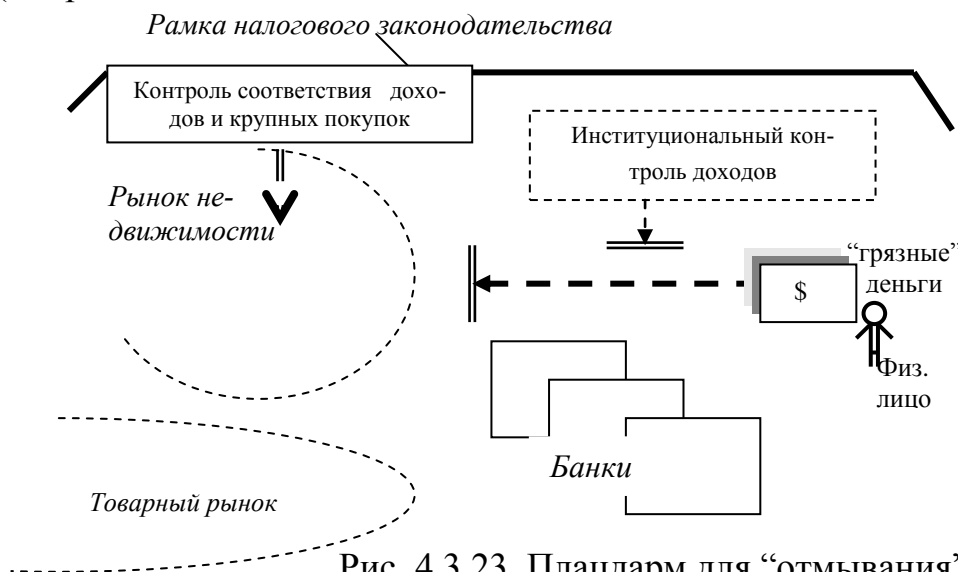 Рамка налогового законодательства
Контроль соответствия дохо-
дов и крупных покупок
Институциональный кон-
троль доходов
Рынок не-
движимости
“грязные”
деньги
$
Физ.
лицо
Банки
Товарный рынок
Рис. 4.3.23. Плацдарм для “отмывания”